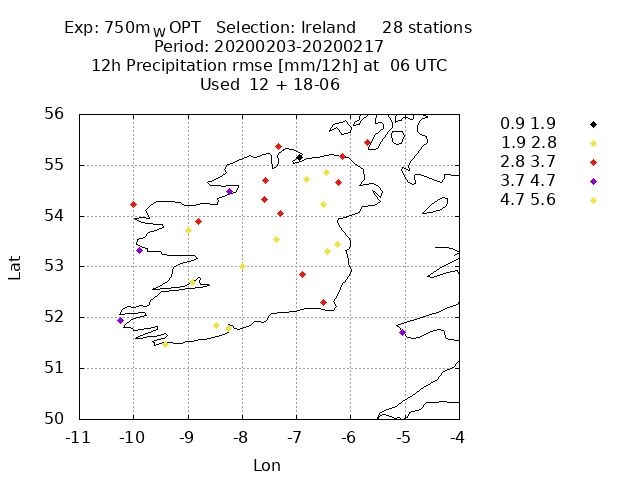 Exp: 750m_W OPT   Selection: Ireland     28 stations
Period: 20200203-20200217
12h Precipitation rmse [mm/12h] at  06 UTC
Used  12 + 18-06
0.9 1.9
1.9 2.8
2.8 3.7
3.7 4.7
4.7 5.6
56
55
54
53
52
51
50
Lat
-11 -10 -9 -8 -7 -6 -5 -4
Lon